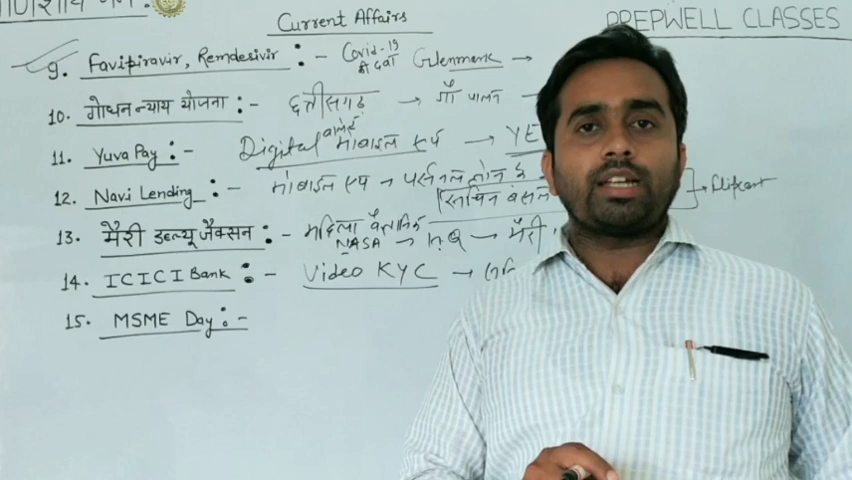 Current Affairs
PREPWELL CLASSES
9. Favipiravir, Remdesivir :- Covid-19 की दवा Glenmark →
10. गोधन न्याय योजना :- छत्तीसगढ़ → गौ पालन →
11. Yuva Pay :- Digital वॉलेट मोबाइल एप → YE
12. Navi Lending :- मोबाइल एप → पर्सनल लोन
सचिन बंसल → Flipkart
13. मैरी डब्ल्यू जैक्सन :- महिला वैज्ञानिक
NASA → H.Q → मैरी
14. ICICI Bank :- Video KYC →
15. MSME Day :-